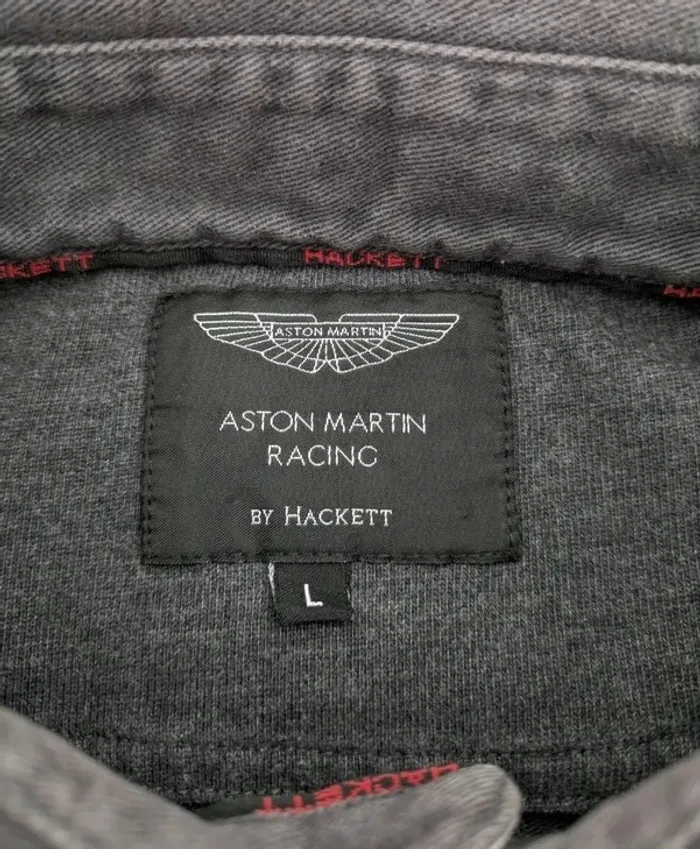 HACKETT
ASTON MARTIN
ASTON MARTIN
RACING
BY HACKETT
L
HACKETT